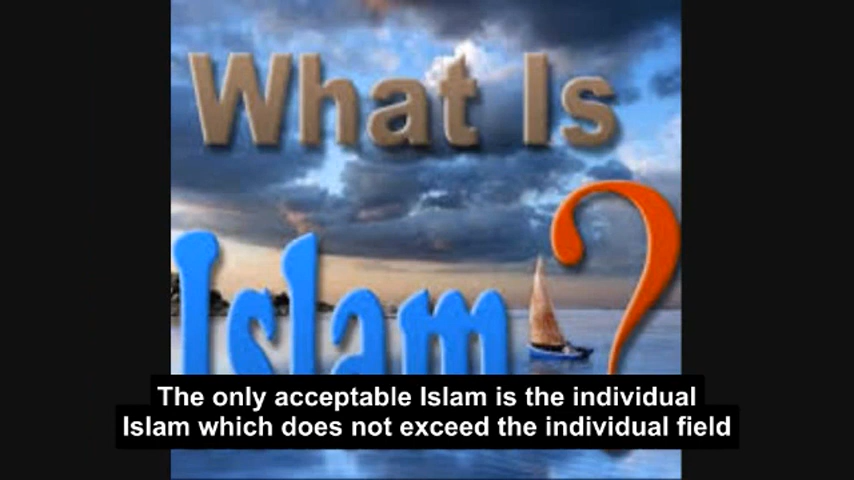 What Is
Islam?
The only acceptable Islam is the individual
Islam which does not exceed the individual field